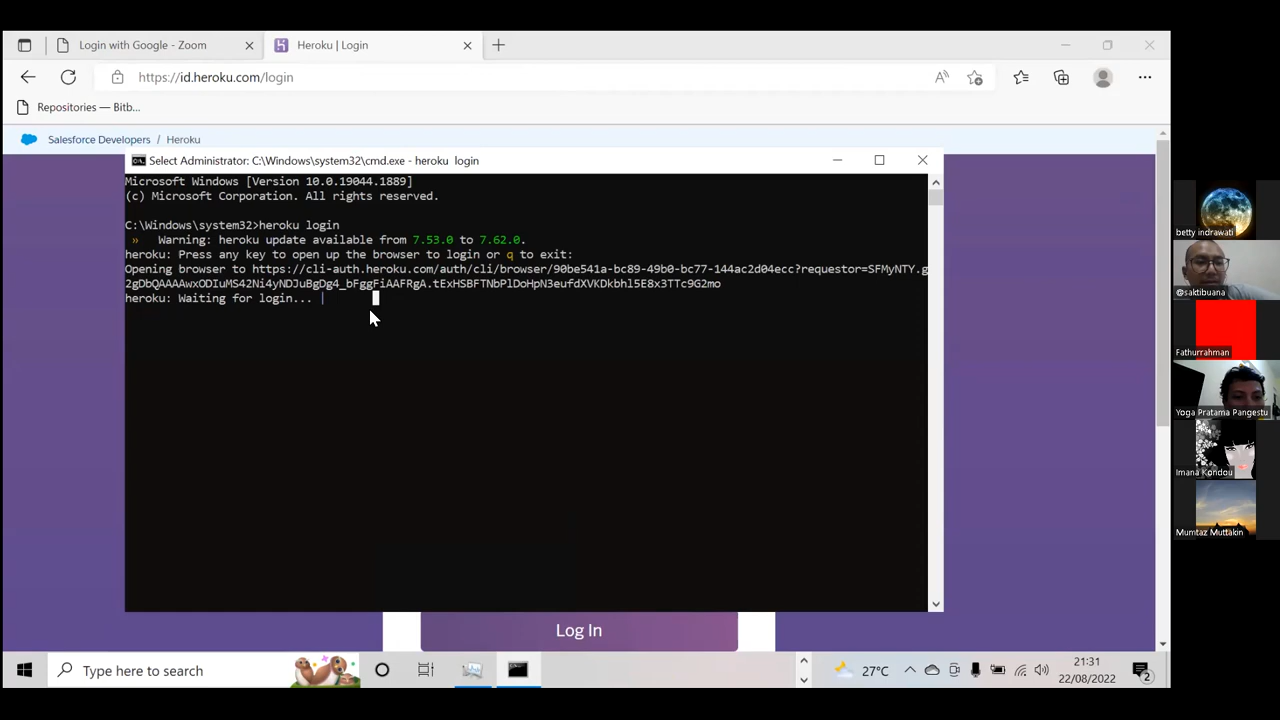 Login with Google - Zoom
Heroku | Login
https://id.heroku.com/login
Repositories — Bitb...
Salesforce Developers / Heroku
Select Administrator: C:\Windows\system32\cmd.exe - heroku login
Microsoft Windows [Version 10.0.19044.1889]
(c) Microsoft Corporation. All rights reserved.
C:\Windows\system32>heroku login
» Warning: heroku update available from 7.53.0 to 7.62.0.
heroku: Press any key to open up the browser to login or q to exit:
Opening browser to https://cli-auth.heroku.com/auth/cli/browser/90be541a-bc89-49b0-bc77-144ac2d04ecc?requestor=SFMyNTY.g
2gDbQAAAAwxODIuMS42Ni4yNDJuBgDg4_bFggFiAAFRgA.tExHSBFTNbPlDoHpN3eufdXVKDkbhl5E8x3TTc9G2mo
heroku: Waiting for login... |
Log In
betty indrawati
@saktibuana
Fathurrahman
Yoga Pratama Pangestu
Imana Kondou
Mumtaz Muttakin
Type here to search
27°C
21:31
22/08/2022
2